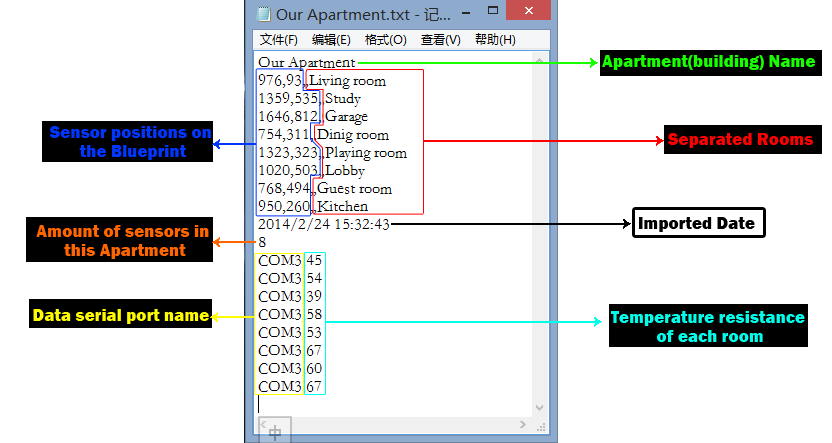 Our Apartment.txt - 记...
文件(F) 编辑(E) 格式(O) 查看(V) 帮助(H)
Our Apartment
976,93,,Living room
1359,535,,Study
1646,812,,Garage
754,311,,Dinig room
1323,323,,Playing room
1020,503,,Lobby
768,494,,Guest room
950,260,,Kitchen
2014/2/24 15:32:43
8
COM3 45
COM3 54
COM3 39
COM3 58
COM3 53
COM3 67
COM3 60
COM3 67
中
Sensor positions on
the Blueprint
Amount of sensors in
this Apartment
Data serial port name
Apartment(building) Name
Separated Rooms
Imported Date
Temperature resistance
of each room